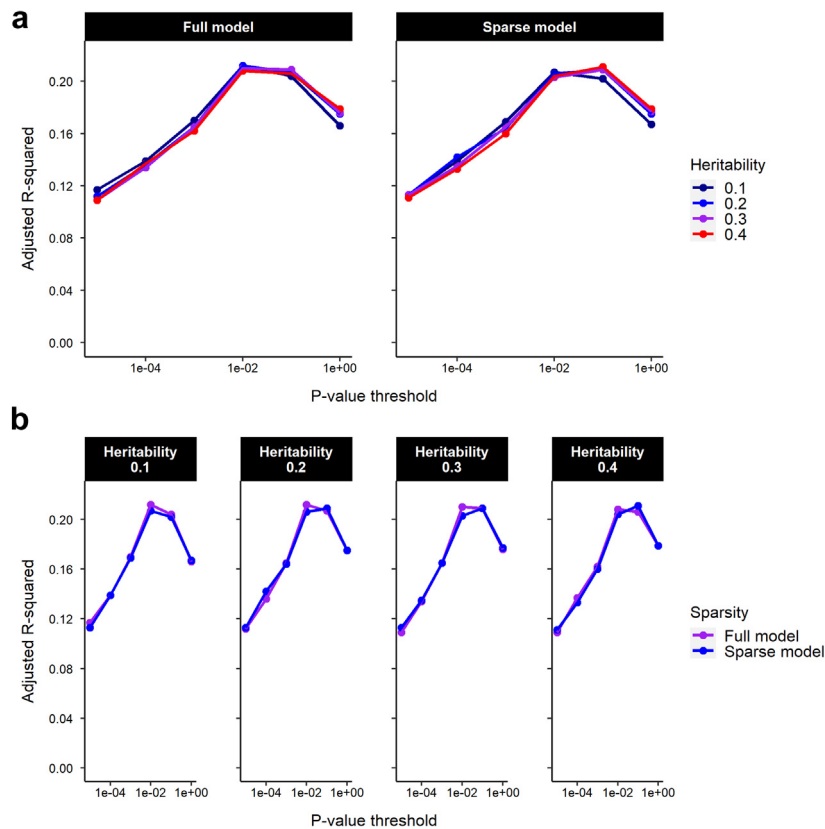 a
Full model
Sparse model
Adjusted R-squared
0.20
0.16
0.12
0.08
0.04
0.00
1e-04
1e-02
1e+00
1e-04
1e-02
1e+00
P-value threshold
Heritability
0.1
0.2
0.3
0.4
b
Heritability
0.1
Heritability
0.2
Heritability
0.3
Heritability
0.4
Adjusted R-squared
0.20
0.16
0.12
0.08
0.04
0.00
1e-04
1e-02
1e+00
1e-04
1e-02
1e+00
1e-04
1e-02
1e+00
1e-04
1e-02
1e+00
P-value threshold
Sparsity
Full model
Sparse model